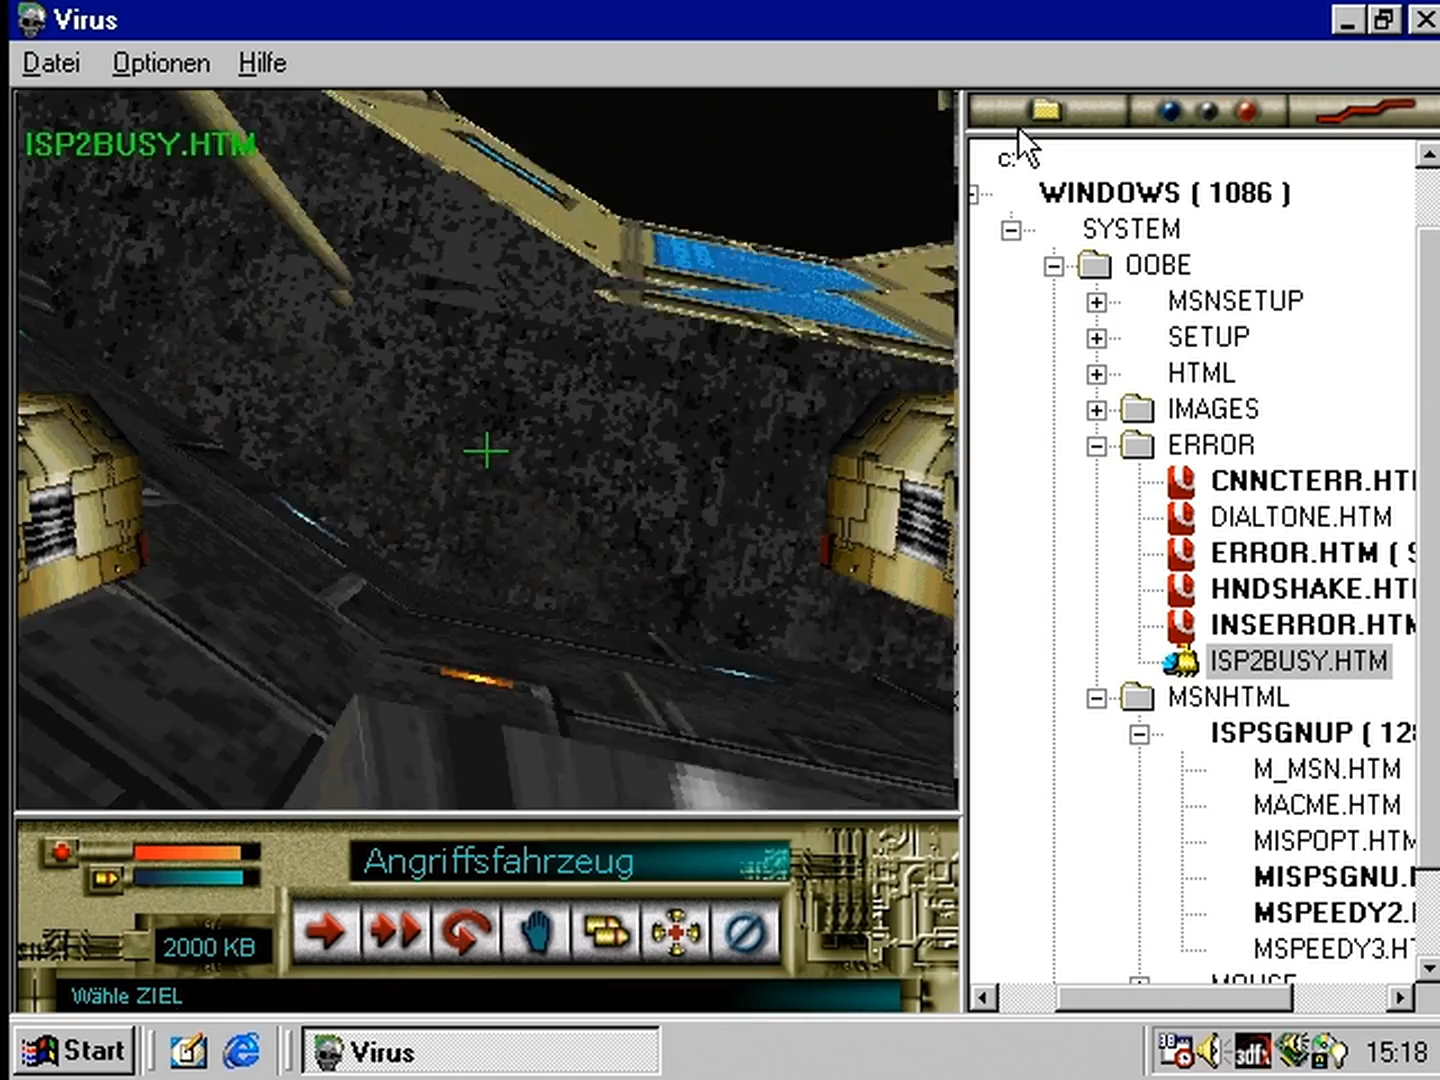 Virus
Datei Optionen Hilfe
ISP2BUSY.HTM
c:
WINDOWS ( 1086 )
SYSTEM
OOBE
MSNSETUP
SETUP
HTML
IMAGES
ERROR
CNNCTERR.HT
DIALTONE.HTM
ERROR.HTM (
HNDSHAKE.HT
INSERROR.HTM
ISP2BUSY.HTM
MSNHTML
ISPSGNUP ( 12
M_MSN.HTM
MACME.HTM
MISPOPT.HTM
MISPSGNU.
MSPEEDY2.
MSPEEDY3.HT
Angriffsfahrzeug
2000 KB
Wähle ZIEL
Start Virus 15:18